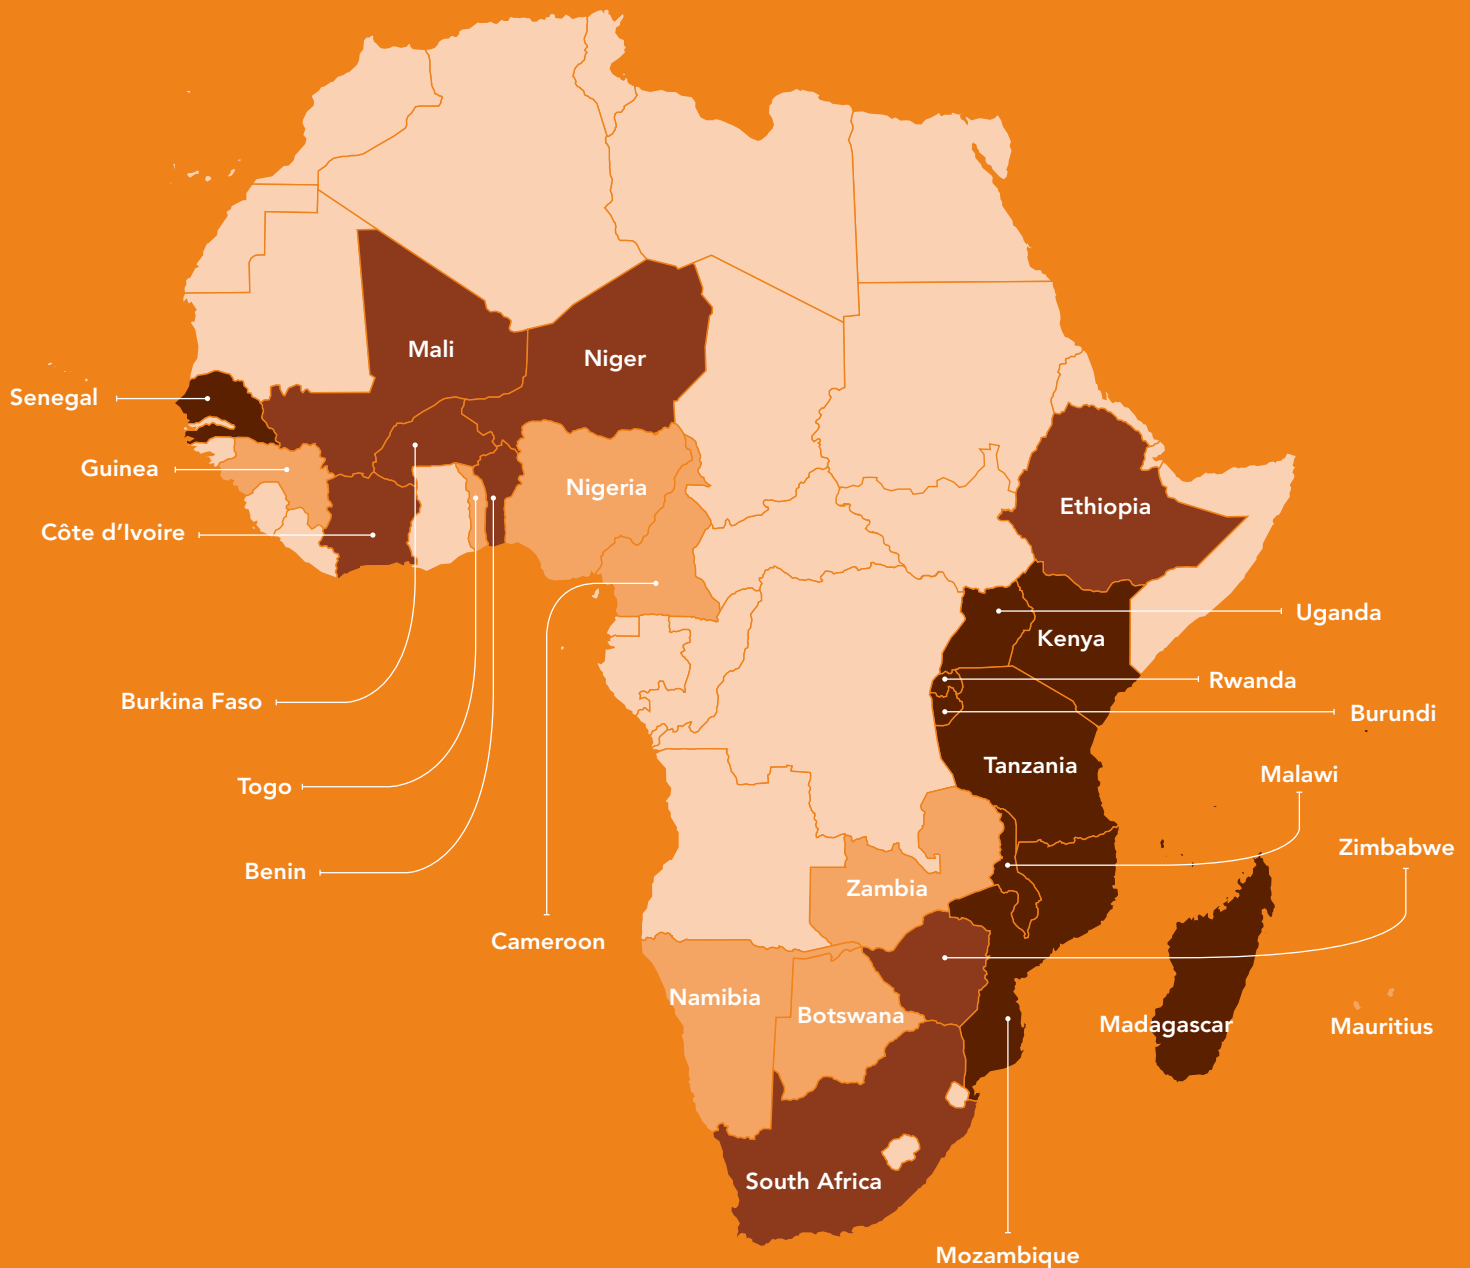 Mali
Niger
Senegal
Guinea
Nigeria
Ethiopia
Côte d’Ivoire
Uganda
Kenya
Rwanda
Burkina Faso
Burundi
Tanzania
Malawi
Togo
Zimbabwe
Benin
Zambia
Cameroon
Namibia
Botswana
Madagascar
Mauritius
South Africa
Mozambique